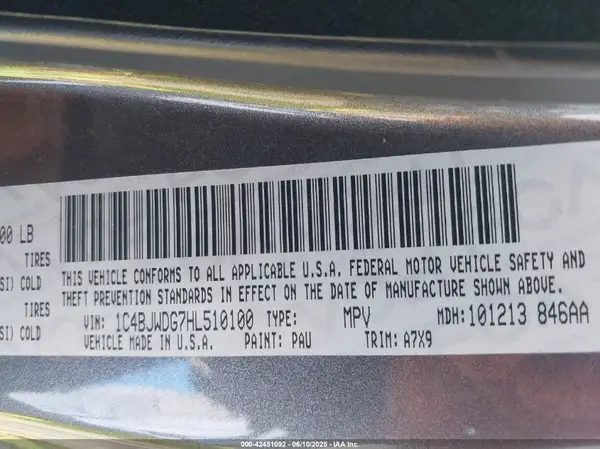 00 LB
TIRES
SI) COLD
TIRES
SI) COLD
THIS VEHICLE CONFORMS TO ALL APPLICABLE U.S.A. FEDERAL MOTOR VEHICLE SAFETY AND
THEFT PREVENTION STANDARDS IN EFFECT ON THE DATE OF MANUFACTURE SHOWN ABOVE.
VIN: 1C4BJWDG7HL510100 TYPE: MPV MDH: 101213 846AA
VEHICLE MADE IN U.S.A. PAINT: PAU TRIM: A7X9
000-42451092 - 06/10/2025 - IAA Inc.